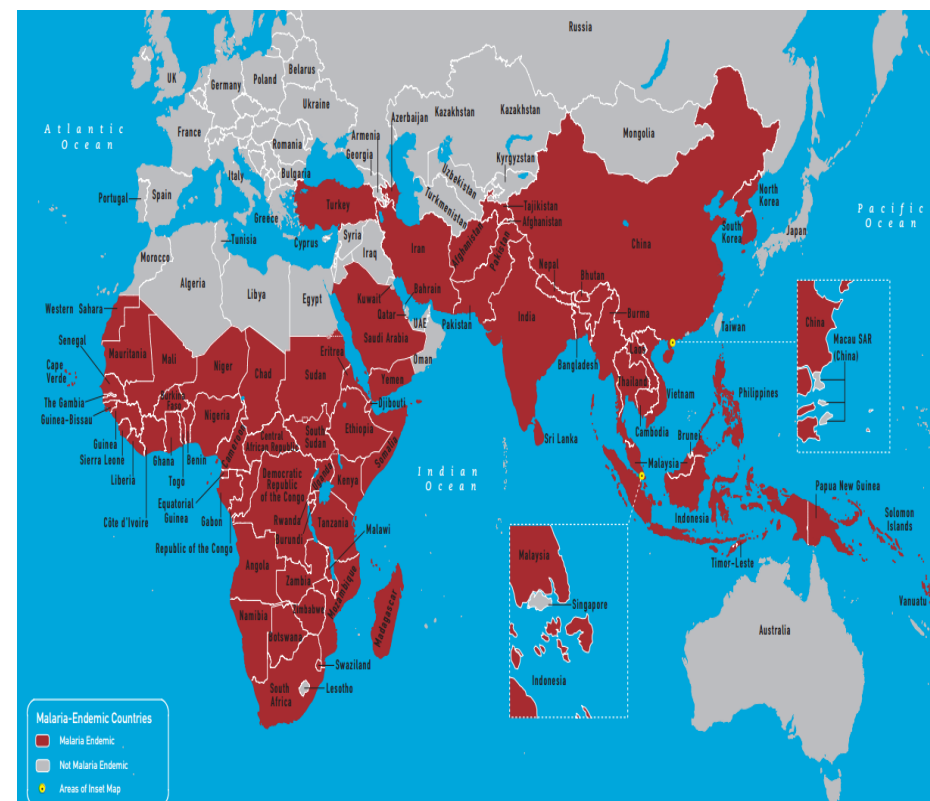 Russia
UK
Germany
Poland
Belarus
Ukraine
France
Romania
Bulgaria
Italy
Spain
Portugal
Greece
Atlantic
Ocean
Armenia
Georgia
Azerbaijan
Kazakhstan
Kazakhstan
Mongolia
Kyrgyzstan
Uzbekistan
Turkmenistan
Tajikistan
Afghanistan
Afghanistan
Pakistan
Turkey
Cyprus
Syria
Iraq
Iran
Tunisia
Morocco
Algeria
Libya
Egypt
China
North
Korea
South
Korea
Japan
Pacific
Ocean
Taiwan
Nepal
Bhutan
Burma
India
Bangladesh
Pakistan
Kuwait
Bahrain
Qatar
UAE
Saudi Arabia
Oman
Yemen
Western Sahara
Senegal
Mauritania
Mali
Niger
Chad
Sudan
Eritrea
Djibouti
Cape
Verde
The Gambia
Guinea-Bissau
Guinea
Sierra Leone
Liberia
Côte d'Ivoire
Burkina
Faso
Ghana
Togo
Benin
Nigeria
Cameroon
Equatorial
Guinea
Gabon
Republic of the Congo
Central
African Republic
South
Sudan
Ethiopia
Somalia
Democratic
Republic
of the Congo
Uganda
Kenya
Rwanda
Burundi
Tanzania
Malawi
Angola
Zambia
Mozambique
Zimbabwe
Namibia
Botswana
Madagascar
Swaziland
South
Africa
Lesotho
Indian
Ocean
Sri Lanka
Laos
Thailand
Vietnam
Cambodia
Philippines
Brunei
Malaysia
Indonesia
Timor-Leste
Papua New Guinea
Solomon
Islands
Vanuatu
Australia
China
Macau SAR
(China)
Malaysia
Singapore
Indonesia
Malaria-Endemic Countries
Malaria Endemic
Not Malaria Endemic
Areas of Inset Map